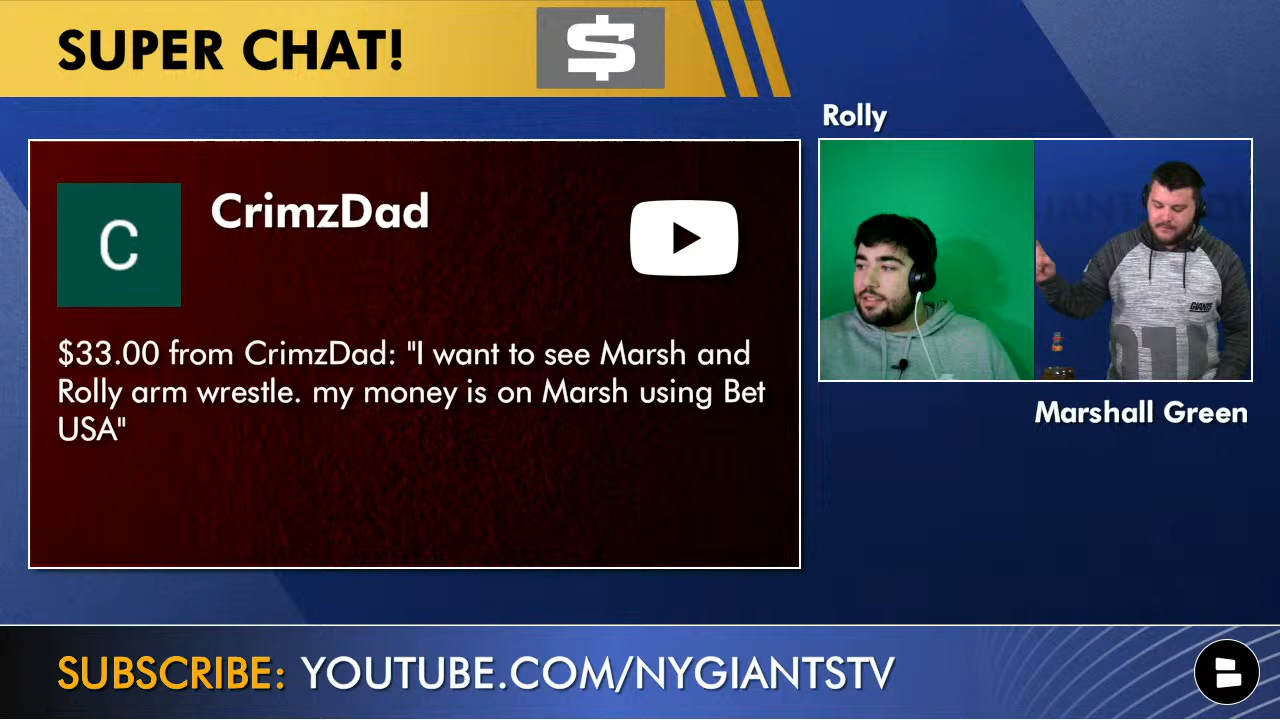 SUPER CHAT!
Rolly
C
CrimzDad
$33.00 from CrimzDad: "I want to see Marsh and
Rolly arm wrestle. my money is on Marsh using Bet
USA"
GIANTS
Marshall Green
SUBSCRIBE: YOUTUBE.COM/NYGIANTSTV